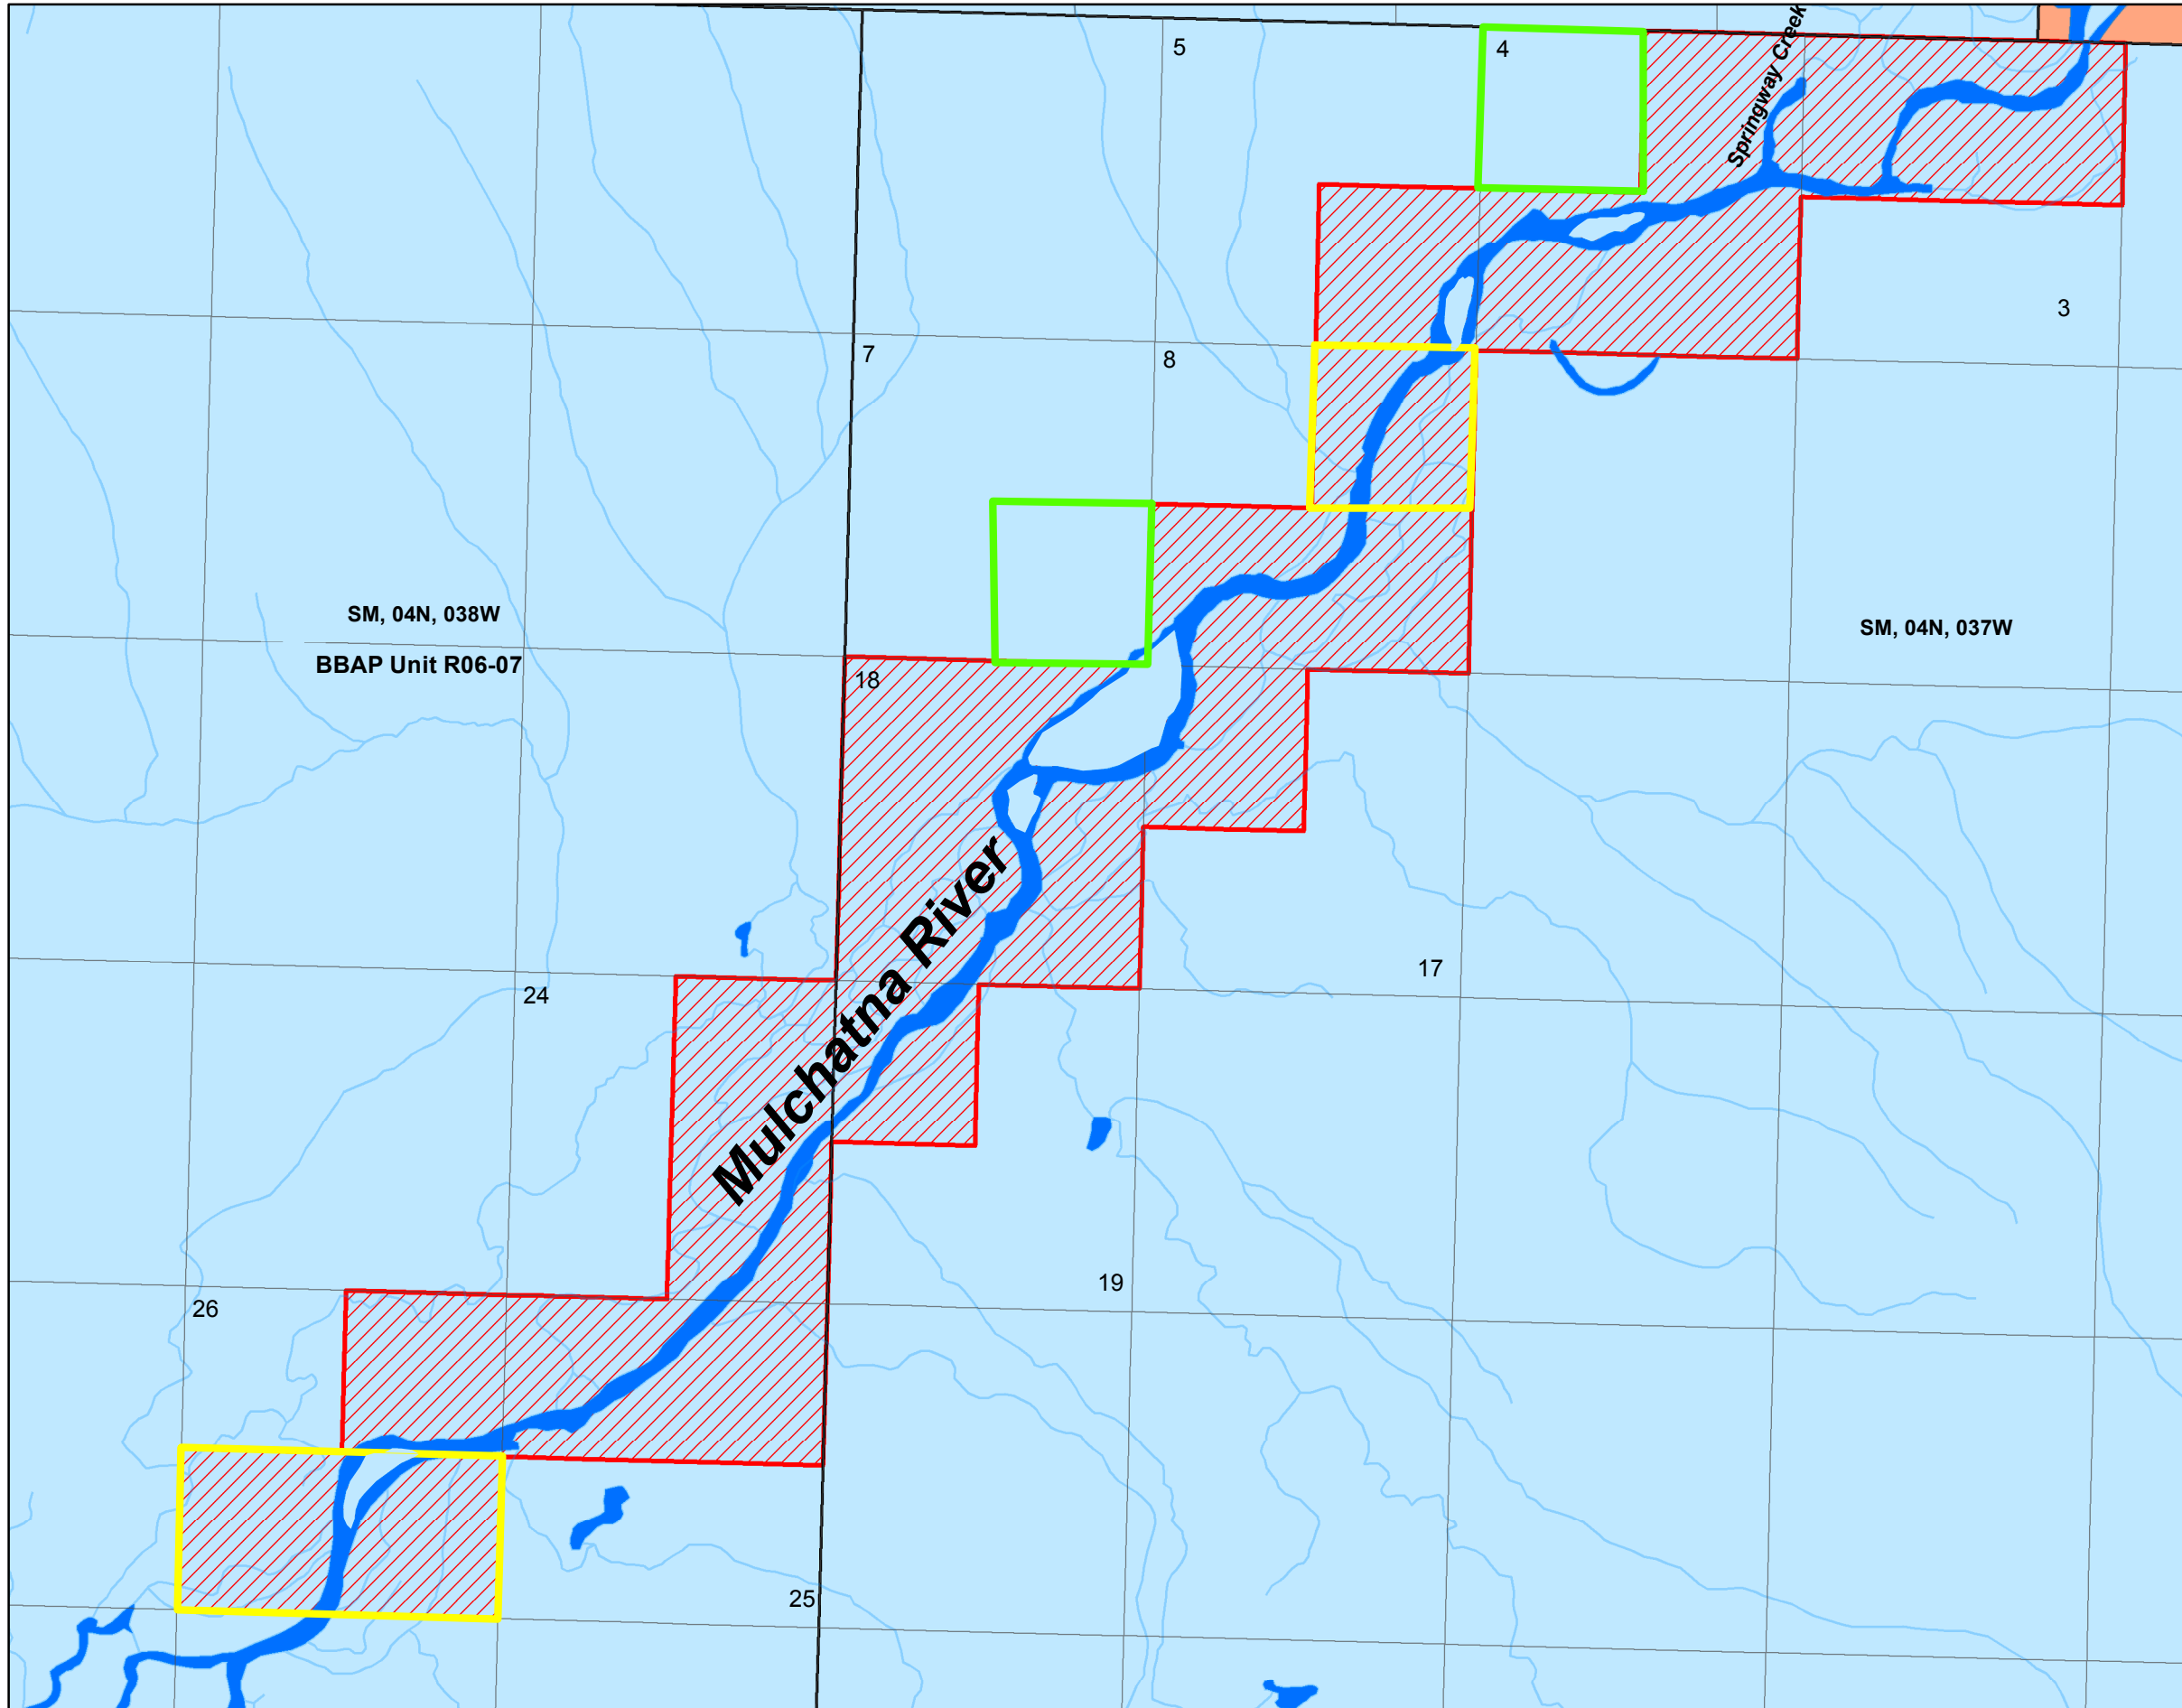 5
4
Springway Creek
3
7
8
SM, 04N, 038W
BBAP Unit R06-07
SM, 04N, 037W
18
Mulchatna River
17
24
19
26
25